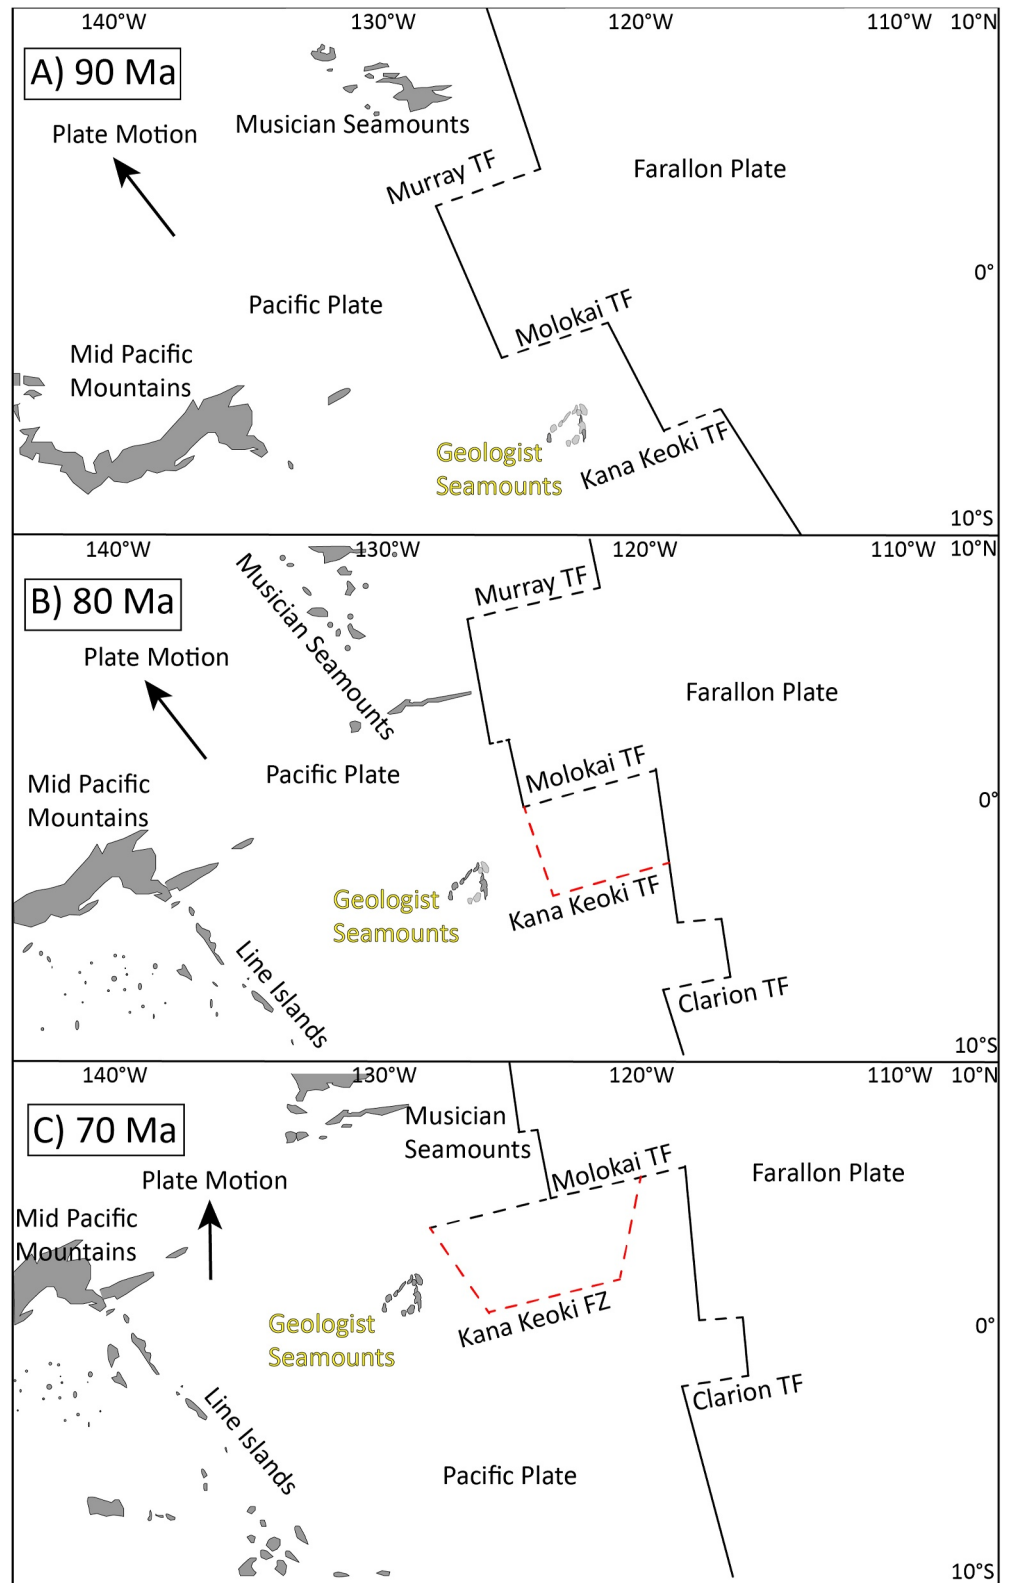 140°W 130°W 120°W 110°W 10°N
A) 90 Ma
Musician Seamounts
Plate Motion
Murray TF
Farallon Plate
0°
Pacific Plate
Molokai TF
Mid Pacific
Mountains
Geologist
Seamounts
Kana Keoki TF
10°S
140°W 130°W 120°W 110°W 10°N
B) 80 Ma
Murray TF
Musician Seamounts
Plate Motion
Farallon Plate
Pacific Plate
Molokai TF
Mid Pacific
Mountains
0°
Geologist
Seamounts
Kana Keoki TF
Line Islands
Clarion TF
10°S
140°W 130°W 120°W 110°W 10°N
C) 70 Ma
Musician
Seamounts
Molokai TF
Farallon Plate
Plate Motion
Mid Pacific
Mountains
Geologist
Seamounts
Kana Keoki FZ
0°
Clarion TF
Line Islands
Pacific Plate
10°S